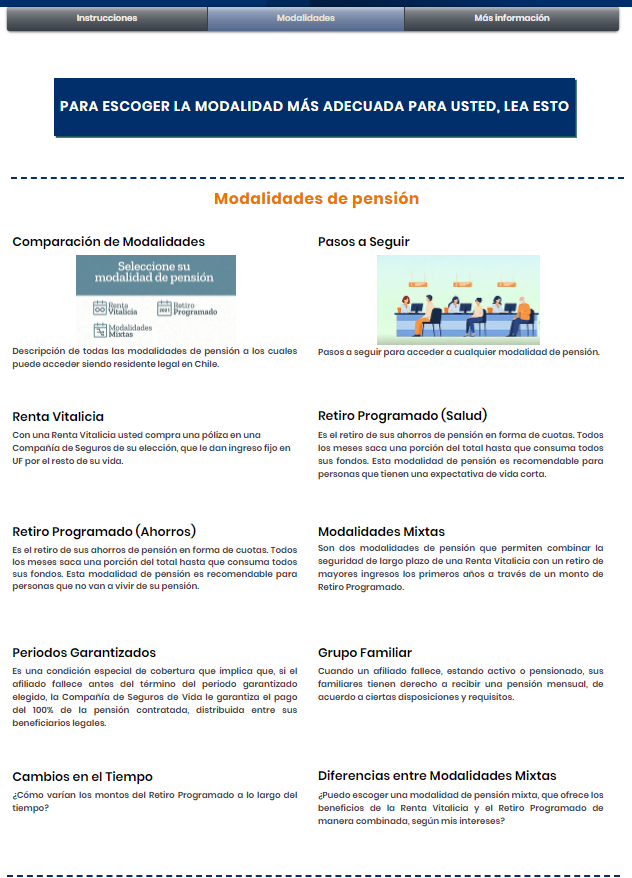 Instrucciones
Modalidades
Más información
PARA ESCOGER LA MODALIDAD MÁS ADECUADA PARA USTED, LEA ESTO
Modalidades de pensión
Comparación de Modalidades
Seleccione su
modalidad de pensión
Renta
Vitalicia
2021
Retiro
Programado
Modalidades
Mixtas
Descripción de todas las modalidades de pensión a los cuales
puede acceder siendo residente legal en Chile.
Pasos a Seguir
Pasos a seguir para acceder a cualquier modalidad de pensión.
Renta Vitalicia
Con una Renta Vitalicia usted compra una póliza en una
Compañía de Seguros de su elección, que le dan ingreso fijo en
UF por el resto de su vida.
Retiro Programado (Salud)
Es el retiro de sus ahorros de pensión en forma de cuotas. Todos
los meses saca una porción del total hasta que consuma todos
sus fondos. Esta modalidad de pensión es recomendable para
personas que tienen una expectativa de vida corta.
Retiro Programado (Ahorros)
Es el retiro de sus ahorros de pensión en forma de cuotas. Todos
los meses saca una porción del total hasta que consuma todos
sus fondos. Esta modalidad de pensión es recomendable para
personas que no van a vivir de su pensión.
Modalidades Mixtas
Son dos modalidades de pensión que permiten combinar la
seguridad de largo plazo de una Renta Vitalicia con un retiro de
mayores ingresos los primeros años a través de un monto de
Retiro Programado.
Periodos Garantizados
Es una condición especial de cobertura que implica que, si el
afiliado fallece antes del término del periodo garantizado
elegido, la Compañía de Seguros de Vida le garantiza el pago
del 100% de la pensión contratada, distribuida entre sus
beneficiarios legales.
Grupo Familiar
Cuando un afiliado fallece, estando activo o pensionado, sus
familiares tienen derecho a recibir una pensión mensual, de
acuerdo a ciertas disposiciones y requisitos.
Cambios en el Tiempo
¿Cómo varían los montos del Retiro Programado a lo largo del
tiempo?
Diferencias entre Modalidades Mixtas
¿Puedo escoger una modalidad de pensión mixta, que ofrece los
beneficios de la Renta Vitalicia y el Retiro Programado de
manera combinada, según mis intereses?